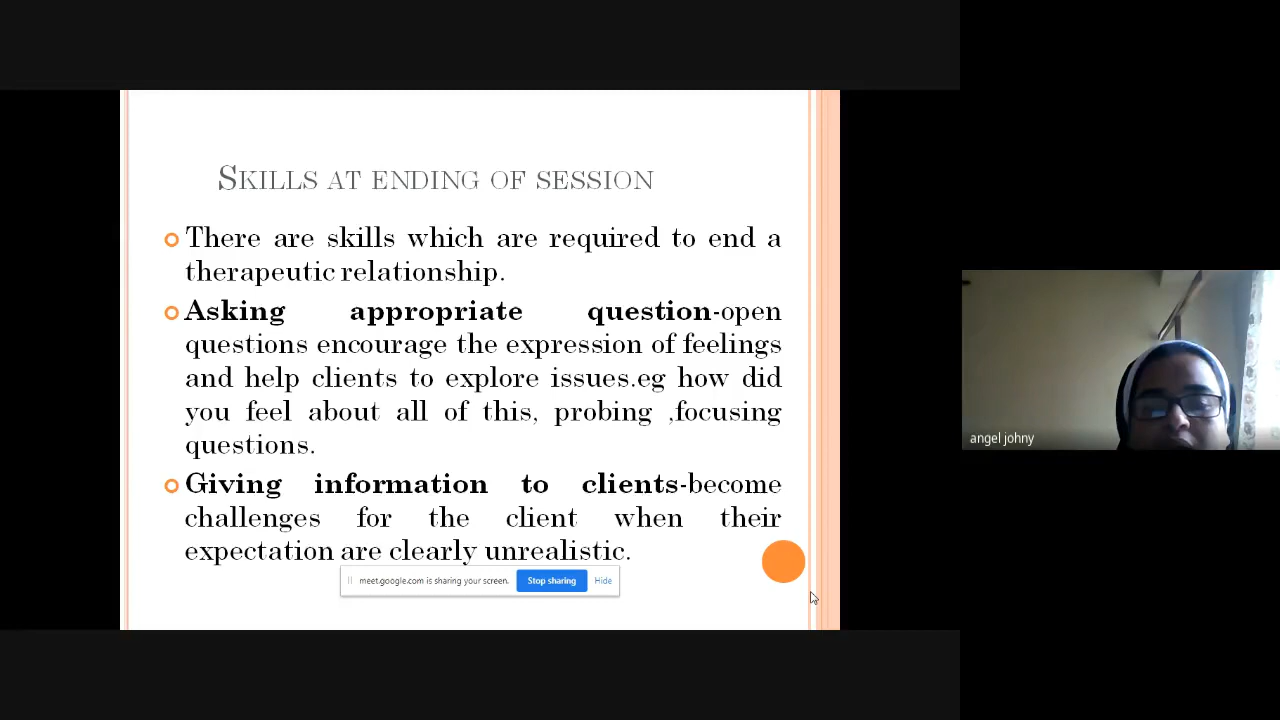 SKILLS AT ENDING OF SESSION
There are skills which are required to end a
therapeutic relationship.
Asking appropriate question-open
questions encourage the expression of feelings
and help clients to explore issues.eg how did
you feel about all of this, probing ,focusing
questions.
Giving information to clients-become
challenges for the client when their
expectation are clearly unrealistic.
meet.google.com is sharing your screen.
Stop sharing
Hide
angel johny